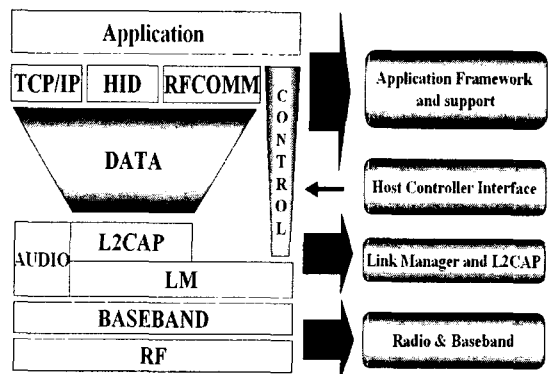 Application
TCP/IP HID RFCOMM
CONTROL
DATA
AUDIO
L2CAP
LM
BASEBAND
RF
Application Framework
and support
Host Controller Interface
Link Manager and L2CAP
Radio & Baseband